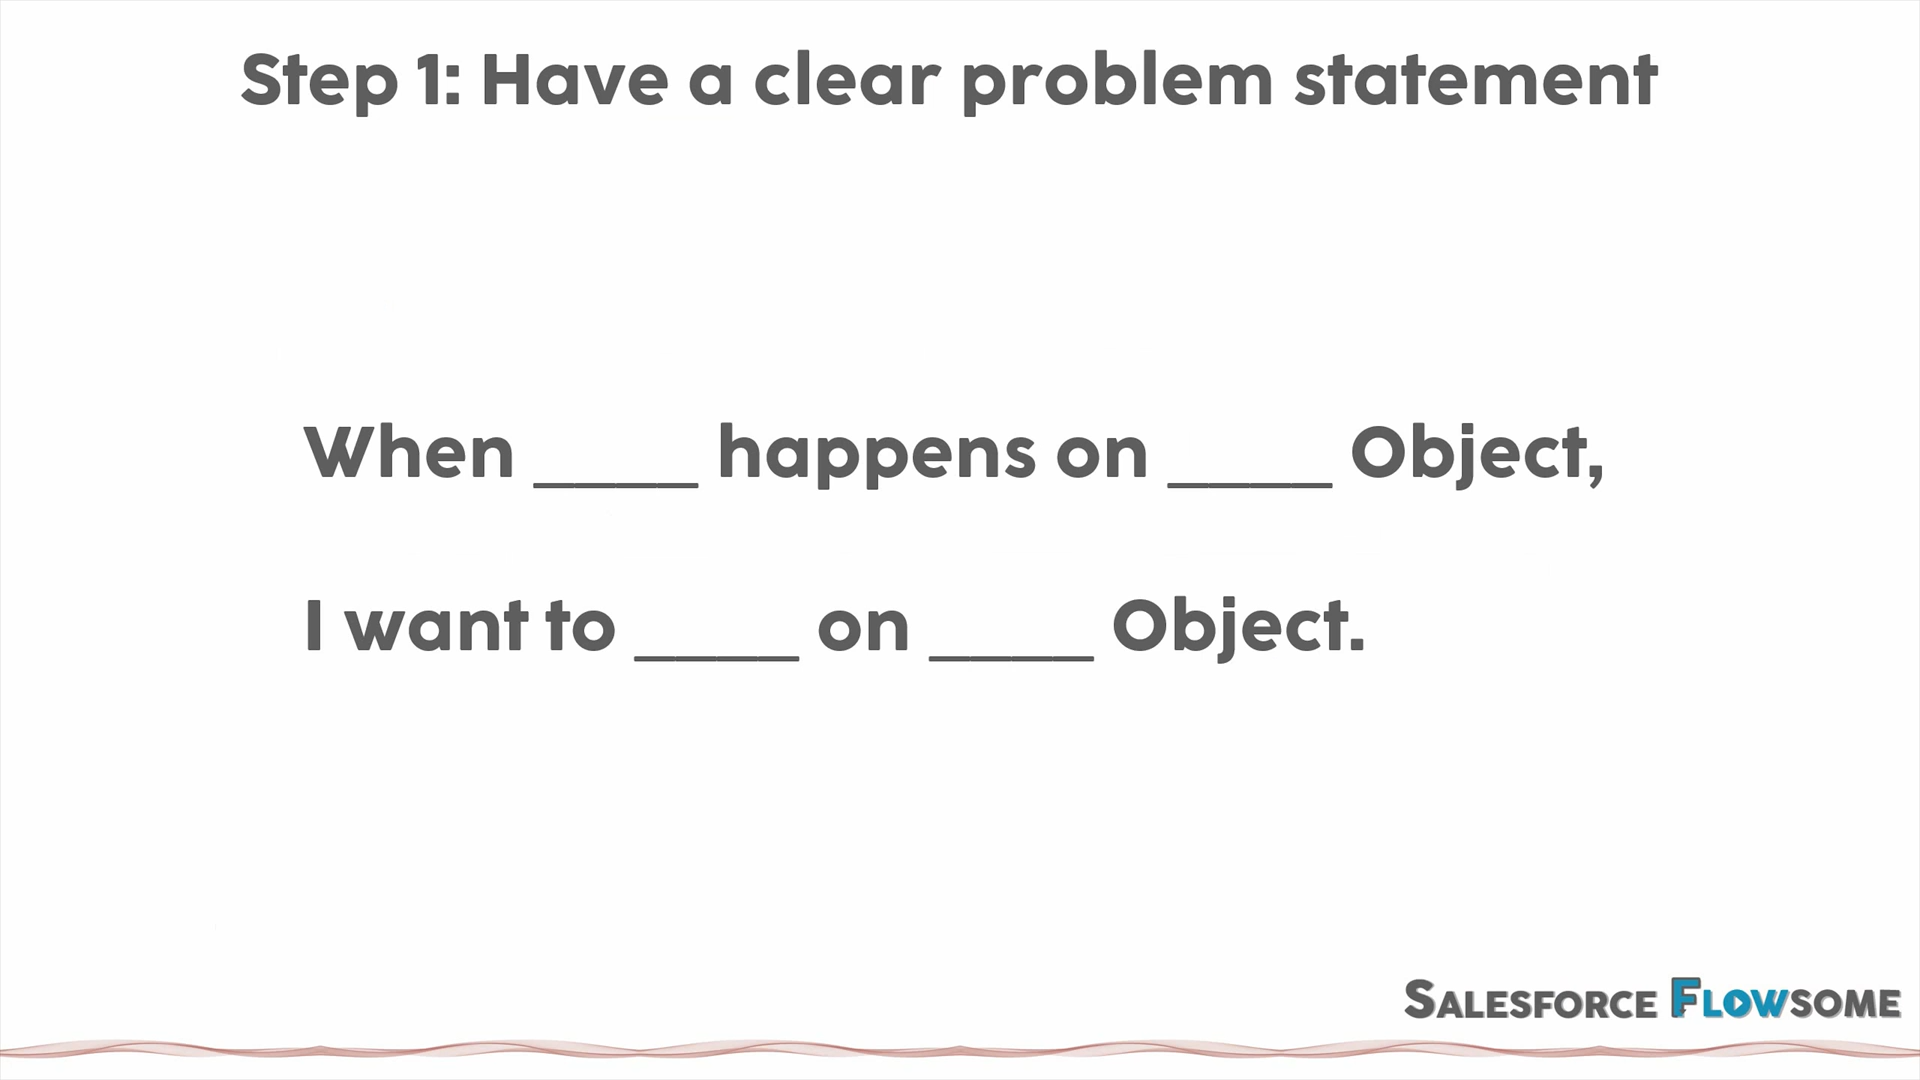 Step 1: Have a clear problem statement
When ____ happens on ____ Object,
I want to ____ on ____ Object.
SALESFORCE FLOWSOME